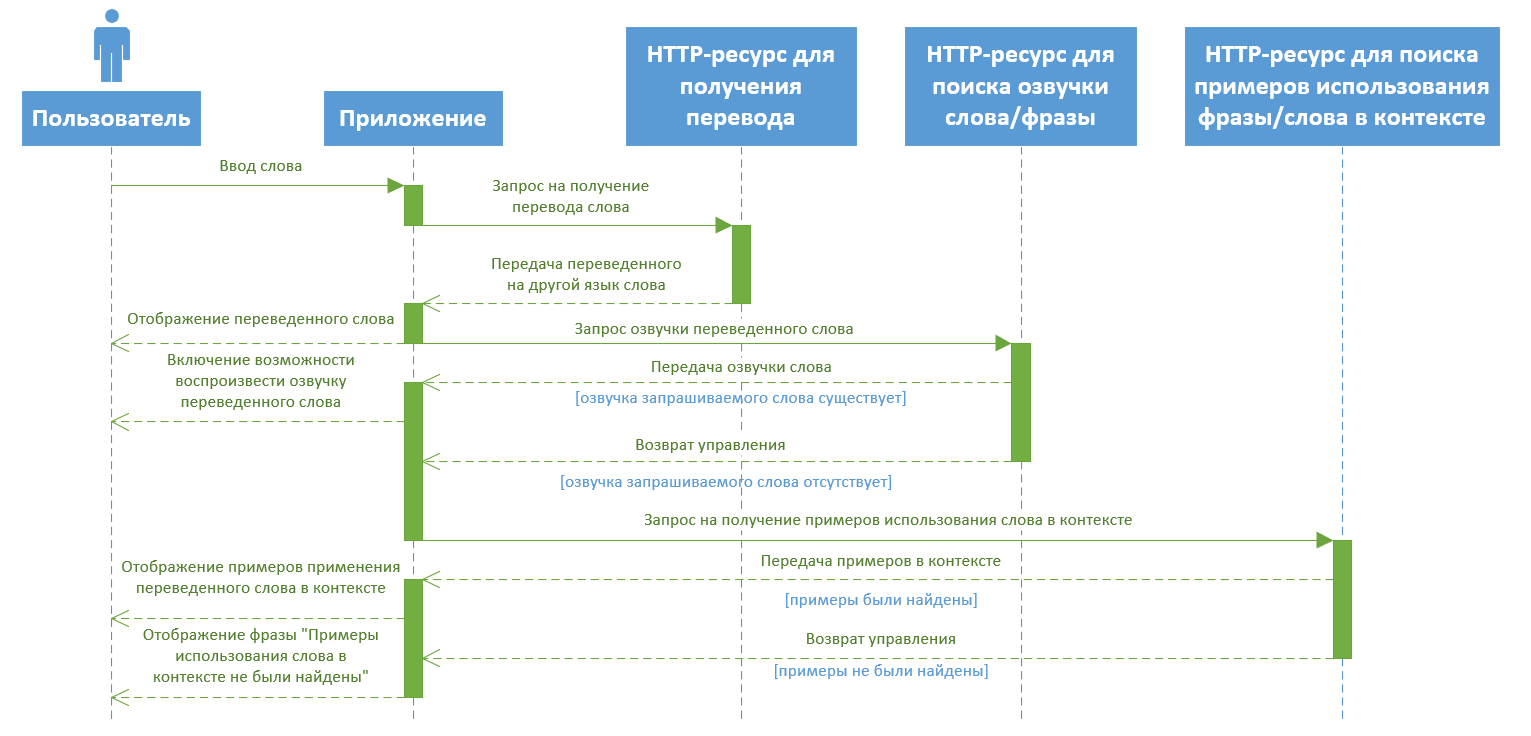 Пользователь
Приложение
HTTP-ресурс для
получения
перевода
HTTP-ресурс для
поиска озвучки
слова/фразы
HTTP-ресурс для поиска
примеров использования
фразы/слова в контексте
Ввод слова
Запрос на получение
перевода слова
Передача переведенного
на другой язык слова
Отображение переведенного слова
Запрос озвучки переведенного слова
Включение возможности
воспроизвести озвучку
переведенного слова
Передача озвучки слова
[озвучка запрашиваемого слова существует]
Возврат управления
[озвучка запрашиваемого слова отсутствует]
Запрос на получение примеров использования слова в контексте
Передача примеров в контексте
[примеры были найдены]
Отображение примеров применения
переведенного слова в контексте
Отображение фразы "Примеры
использования слова в
контексте не были найдены"
Возврат управления
[примеры не были найдены]